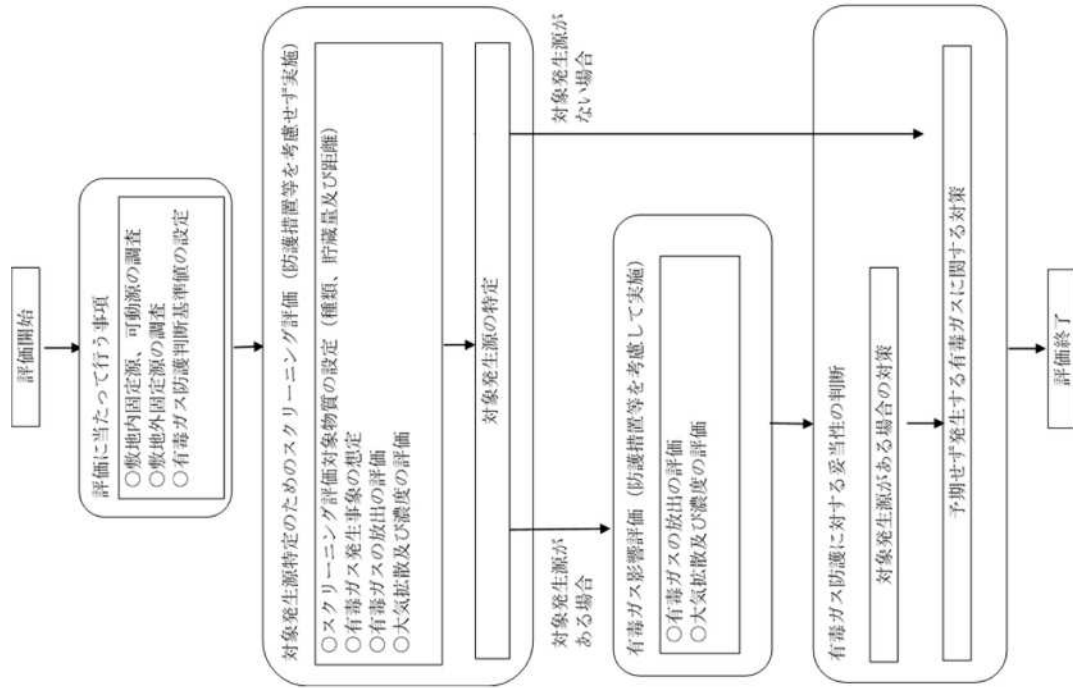 評価開始
評価に当たって行う事項
○敷地内固定源、可動源の調査
○敷地外固定源の調査
○有毒ガス防護判断基準値の設定
対象発生源特定のためのスクリーニング評価（防護措置等を考慮せず実施）
○スクリーニング評価対象物質の設定（種類、貯蔵量及び距離）
○有毒ガス発生事象の想定
○有毒ガスの放出の評価
○大気拡散及び濃度の評価
対象発生源の特定
対象発生源が
ある場合
対象発生源が
ない場合
有毒ガス影響評価（防護措置等を考慮して実施）
○有毒ガスの放出の評価
○大気拡散及び濃度の評価
有毒ガス防護に対する妥当性の判断
対象発生源がある場合の対策
予期せず発生する有毒ガスに関する対策
評価終了